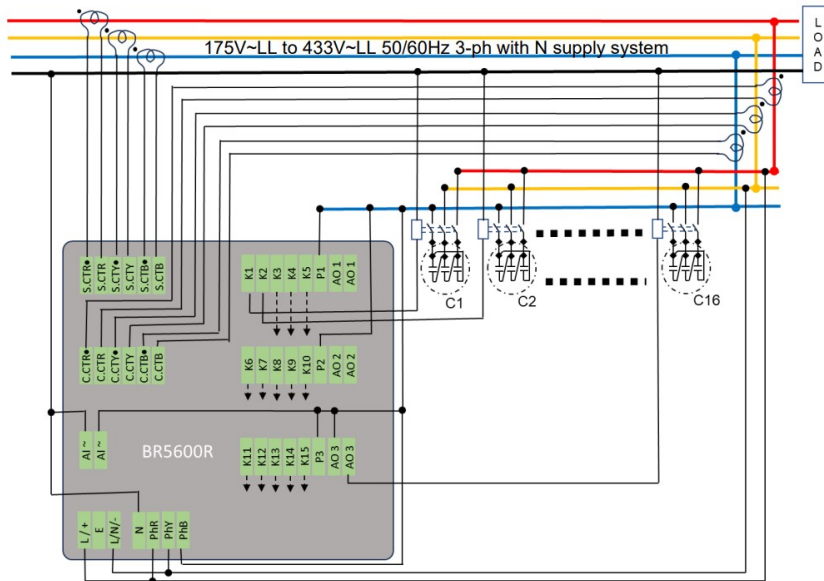 L
O
A
D
175V~LL to 433V~LL 50/60Hz 3-ph with N supply system
S.CTR•
S.CTR
S.CTY•
S.CTY
S.CTB•
S.CTB
K1
K2
K3
K4
K5
P1
AO 1
AO 1
C1
C2
C16
C.CTR•
C.CTR
C.CTY•
C.CTY
C.CTB•
C.CTB
K6
K7
K8
K9
K10
P2
AO 2
AO 2
AI ~
AI ~
BR5600R
K11
K12
K13
K14
K15
P3
AO 3
AO 3
L / +
E
L/N/-
N
PhR
PhY
PhB